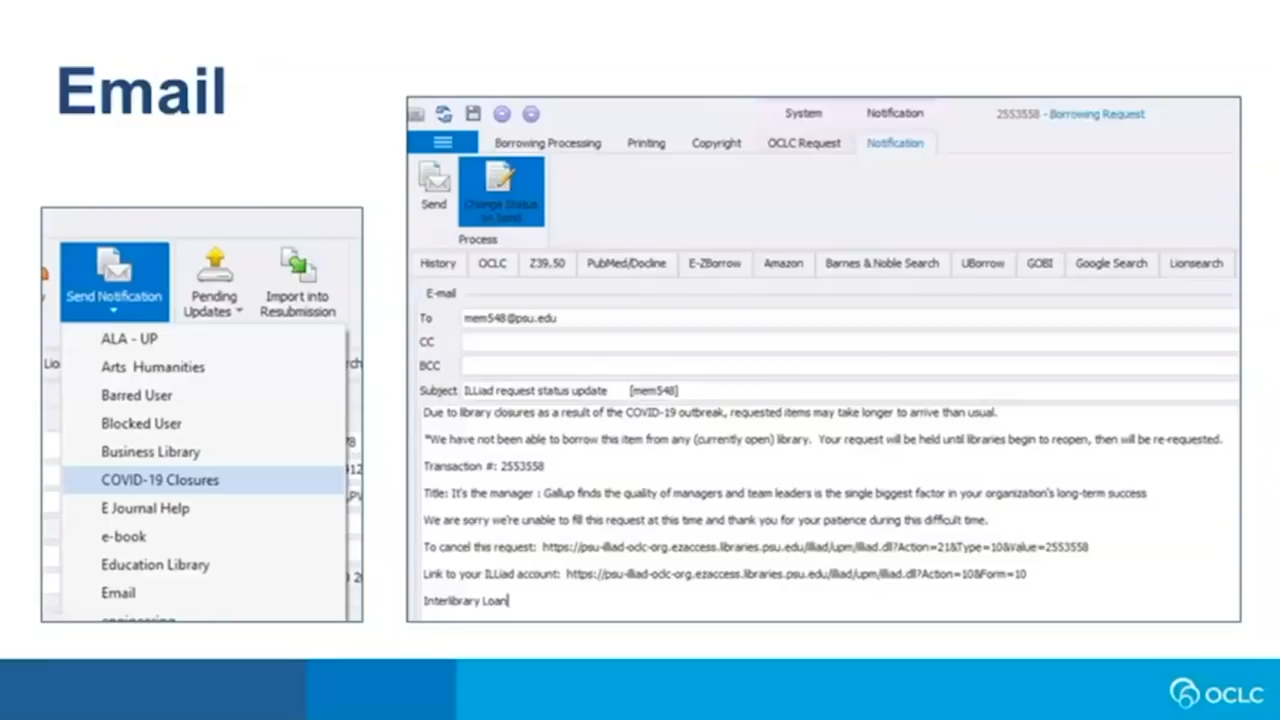 Email
Send Notification
Pending
Updates
Import into
Resubmission
ALA - UP
Arts Humanities
Barred User
Blocked User
Business Library
COVID-19 Closures
E Journal Help
e-book
Education Library
Email
engineering
System
Notification
2553558 - Borrowing Request
Borrowing Processing
Printing
Copyright
OCLC Request
Notification
Send
Change Status
on Send
Process
History
OCLC
Z39.50
PubMed/Docline
E-ZBorrow
Amazon
Barnes & Noble Search
UBorrow
GOBI
Google Search
Lionsearch
E-mail
To mem548@psu.edu
CC
BCC
Subject ILLiad request status update [mem548]
Due to library closures as a result of the COVID-19 outbreak, requested items may take longer to arrive than usual.
*We have not been able to borrow this item from any (currently open) library. Your request will be held until libraries begin to reopen, then will be re-requested.
Transaction #: 2553558
Title: It's the manager : Gallup finds the quality of managers and team leaders is the single biggest factor in your organization's long-term success
We are sorry we're unable to fill this request at this time and thank you for your patience during this difficult time.
To cancel this request: https://psu-illiad-oclc-org.ezaccess.libraries.psu.edu/illiad/upm/illiad.dll?Action=21&Type=10&Value=2553558
Link to your ILLiad account: https://psu-illiad-oclc-org.ezaccess.libraries.psu.edu/illiad/upm/illiad.dll?Action=10&Form=10
Interlibrary Loan
OCLC